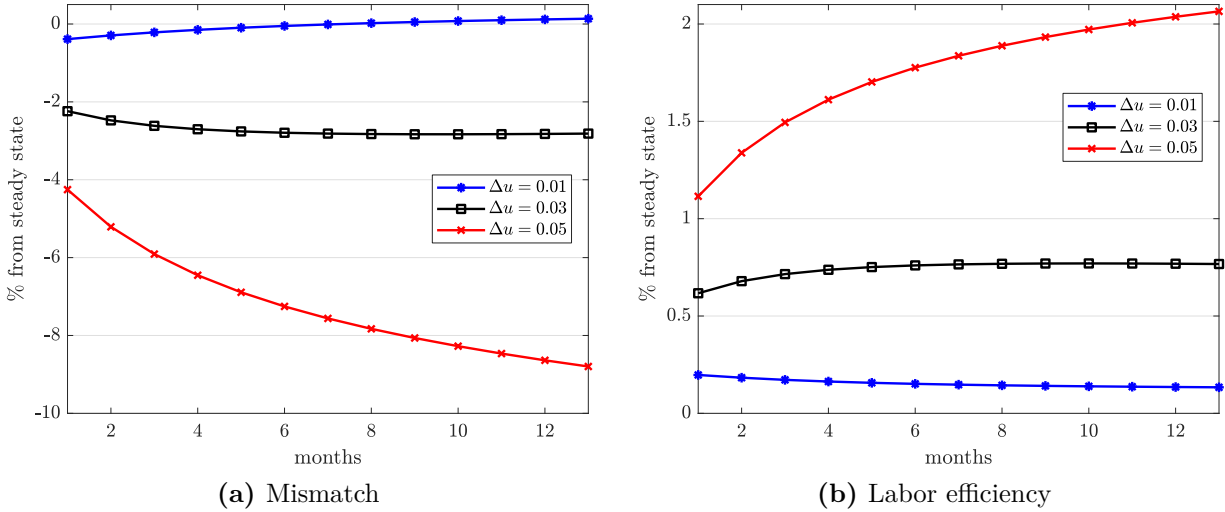 0
-2
-4
-6
-8
-10
% from steady state
2 4 6 8 10 12
months
Δu = 0.01
Δu = 0.03
Δu = 0.05
(a) Mismatch
2
1.5
1
0.5
0
% from steady state
2 4 6 8 10 12
months
Δu = 0.01
Δu = 0.03
Δu = 0.05
(b) Labor efficiency